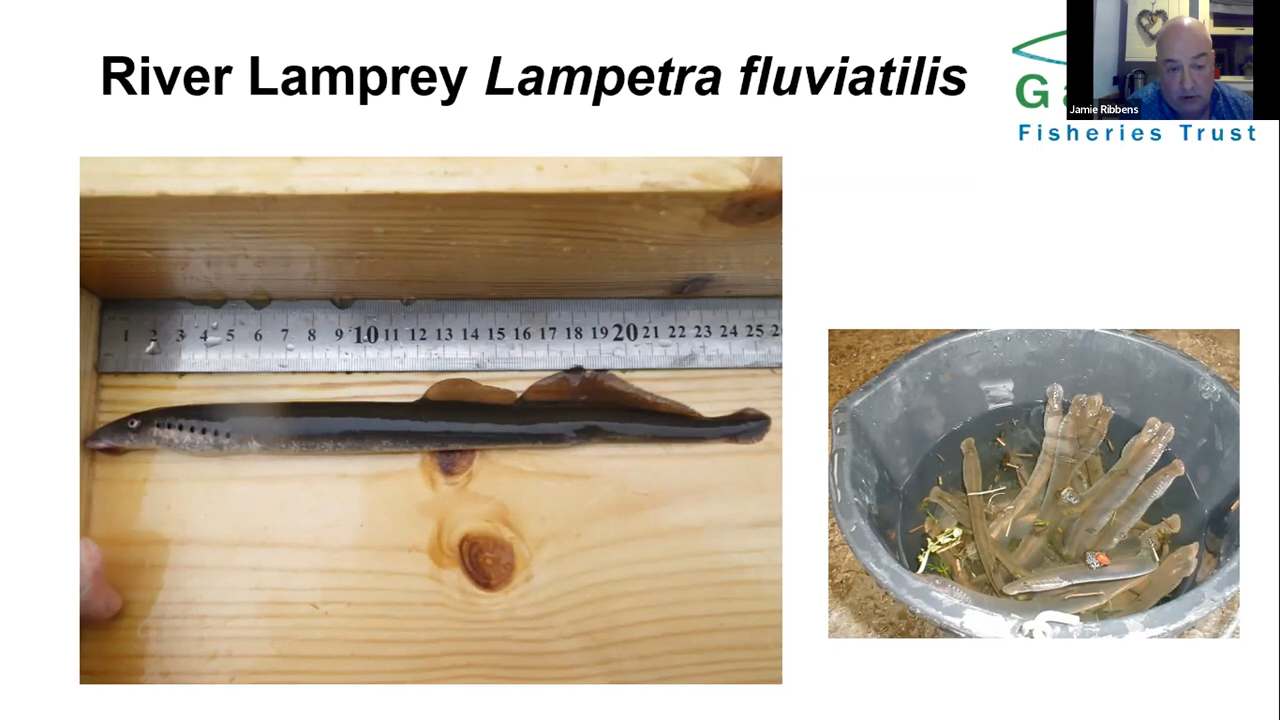 River Lamprey Lampetra fluviatilis
Jamie Ribbens
Fisheries Trust
1 2 3 4 5 6 7 8 9 10 11 12 13 14 15 16 17 18 19 20 21 22 23 24 25